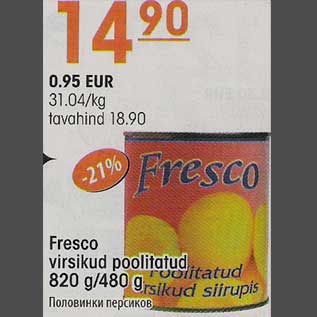 14.90
0.95 EUR
31.04/kg
tavahind 18.90
-21%
Fresco
Fresco
virsikud poolitatud
820 g/480 g
Половинки персиков
Poolitatud
virsikud siirupis